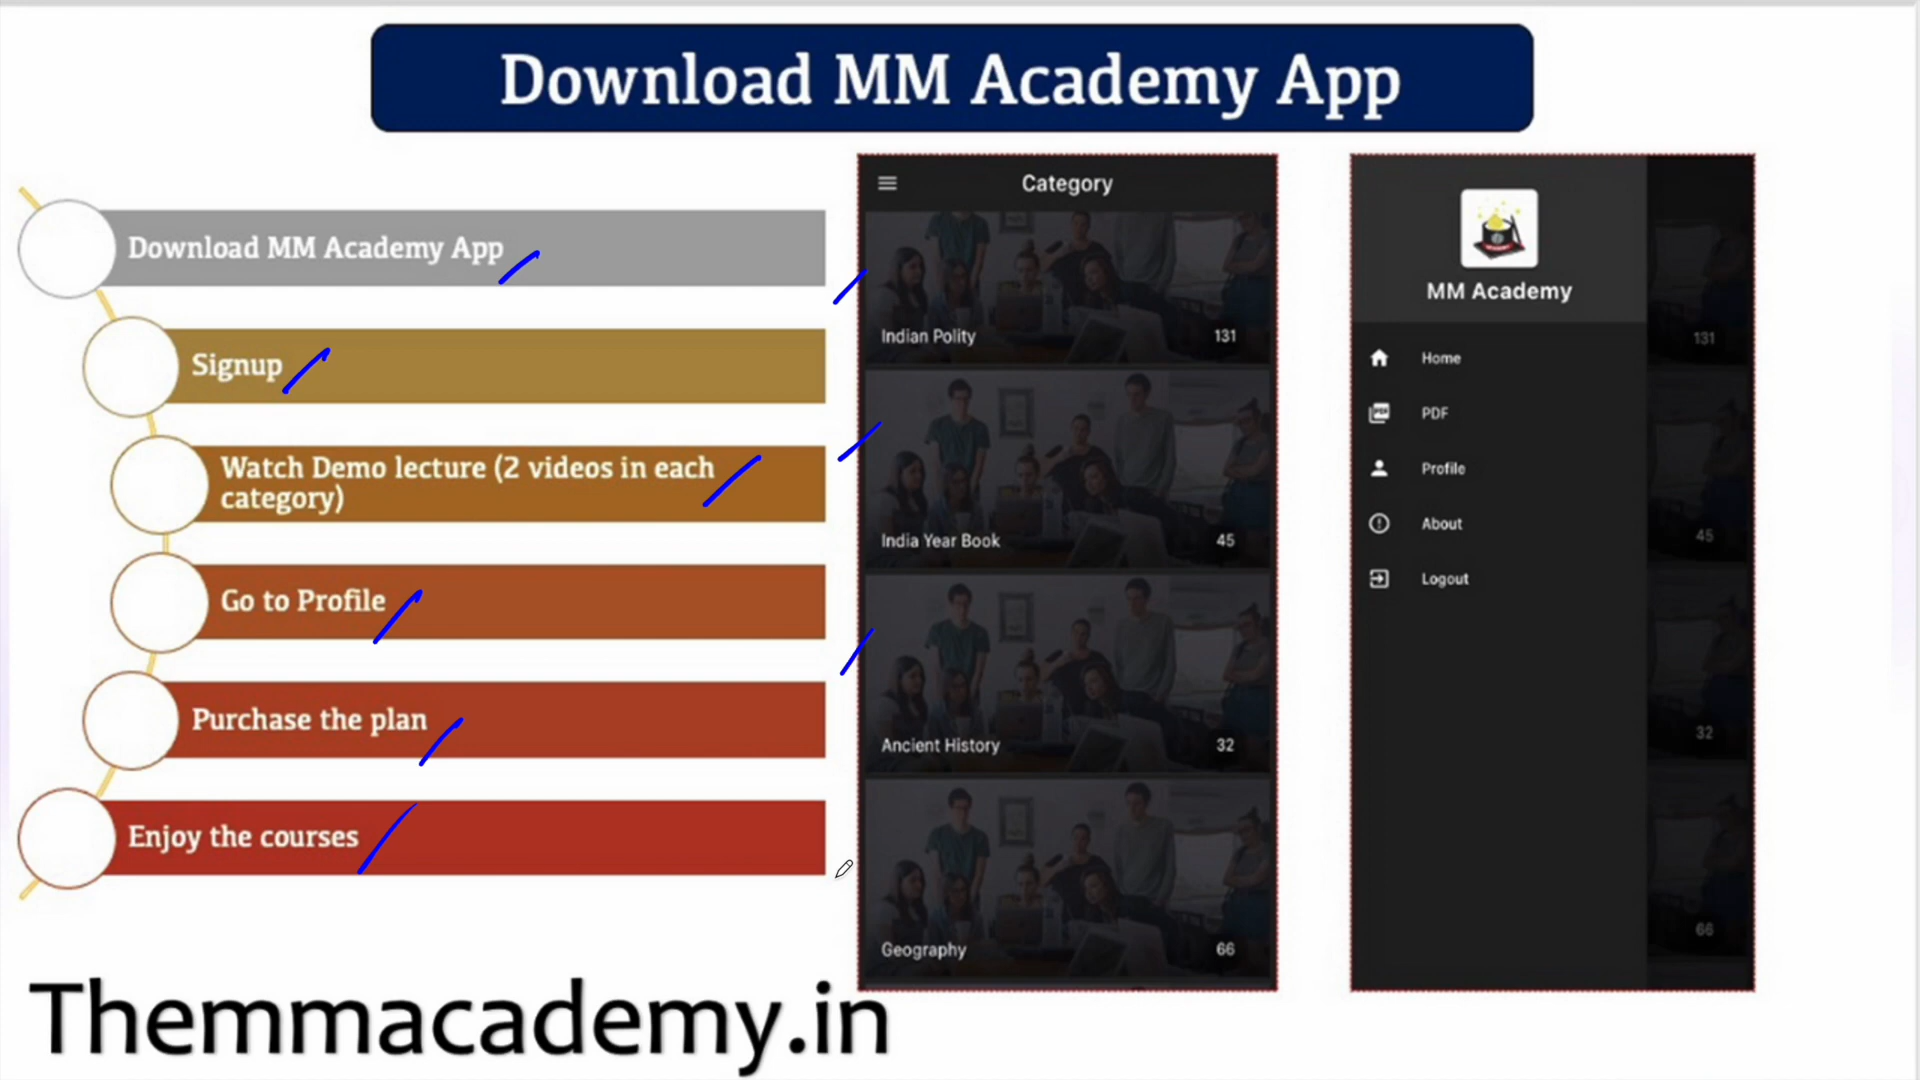 Download MM Academy App
Download MM Academy App
Signup
Watch Demo lecture (2 videos in each
category)
Go to Profile
Purchase the plan
Enjoy the courses
Themmacademy.in
Category
Indian Polity 131
India Year Book 45
Ancient History 32
Geography 66
MM Academy
Home
PDF
Profile
About
Logout
131
45
32
66